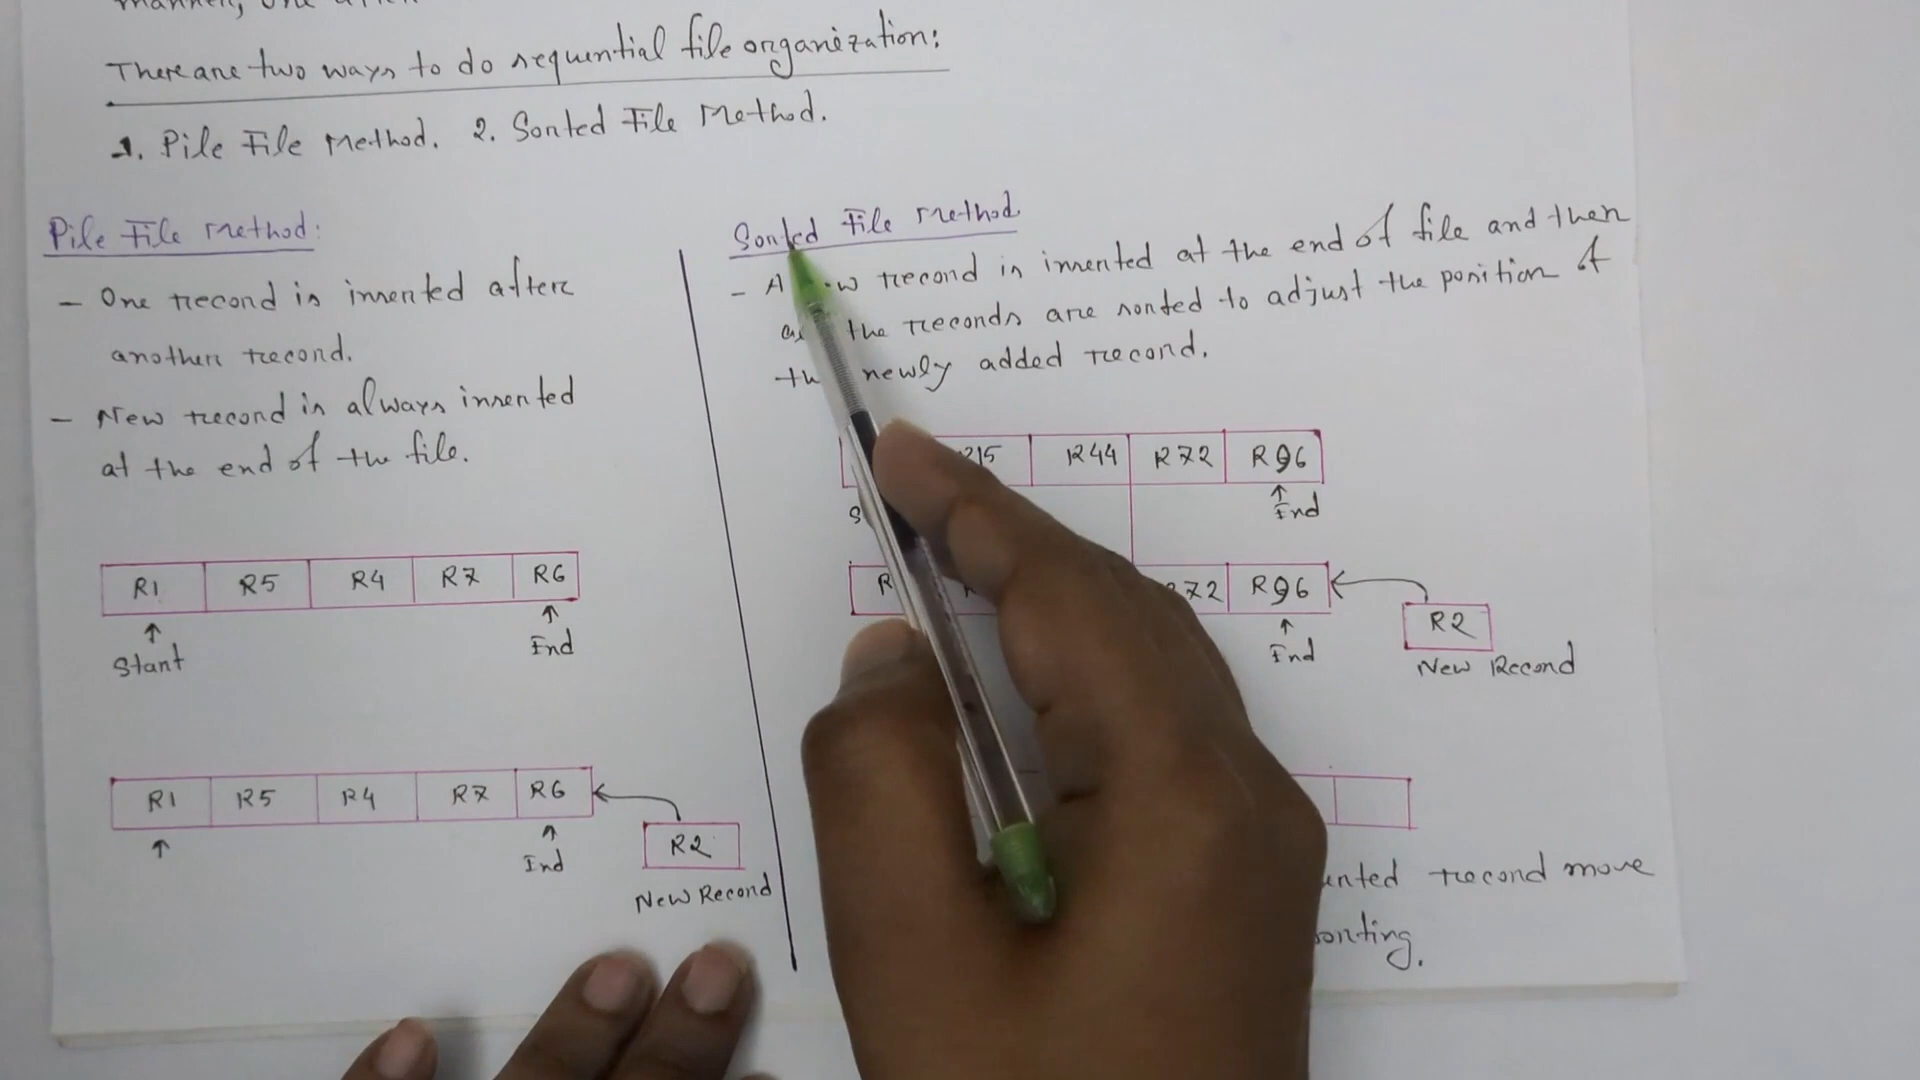 There are two ways to do sequential file organization:
1. Pile File Method. 2. Sorted File Method.
Pile File Method:
- One record is inserted after
another record.
- New record is always inserted
at the end of the file.
R1 R5 R4 R7 R6
Start
End
R1 R5 R4 R7 R6
End
R2
New Record
Sorted File Method
- A record is inserted at the end of file and then
the records are sorted to adjust the position of
newly added record.
R44 R72 R96
End
R96
End
R2
New Record
record move